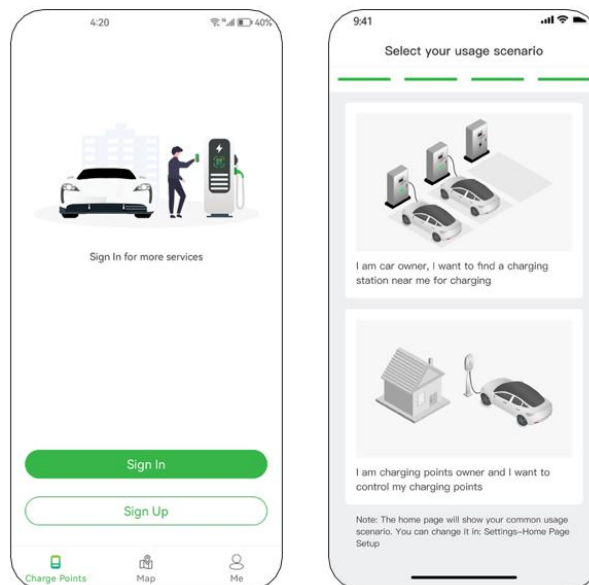 4:20
40%
Sign In for more services
Sign In
Sign Up
Charge Points
Map
Me
9:41
Select your usage scenario
I am car owner, I want to find a charging
station near me for charging
I am charging points owner and I want to
control my charging points
Note: The home page will show your common usage
scenario. You can change it in: Settings–Home Page
Setup